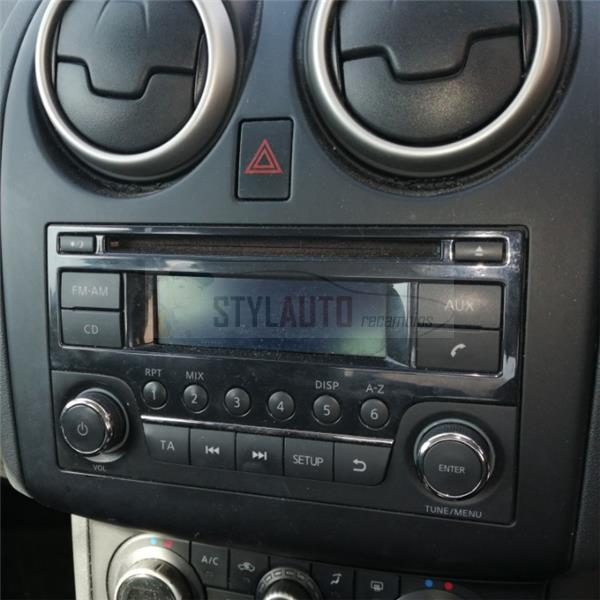 FM-AM
STYLAUTO
AUX
recambios
CD
RPT MIX DISP A-Z
1 2 3 4 5 6
TA
SETUP
VOL
ENTER
TUNE/MENU
A/C